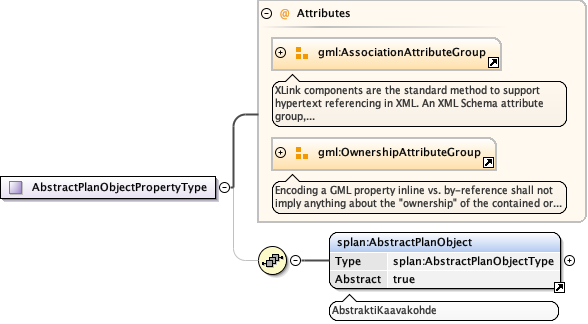 @ Attributes
gml:AssociationAttributeGroup
XLink components are the standard method to support
hypertext referencing in XML. An XML Schema attribute
group,...
gml:OwnershipAttributeGroup
Encoding a GML property inline vs. by-reference shall not
imply anything about the "ownership" of the contained or...
AbstractPlanObjectPropertyType
splan:AbstractPlanObject
Type splan:AbstractPlanObjectType
Abstract true
AbstraktiKaavakohde